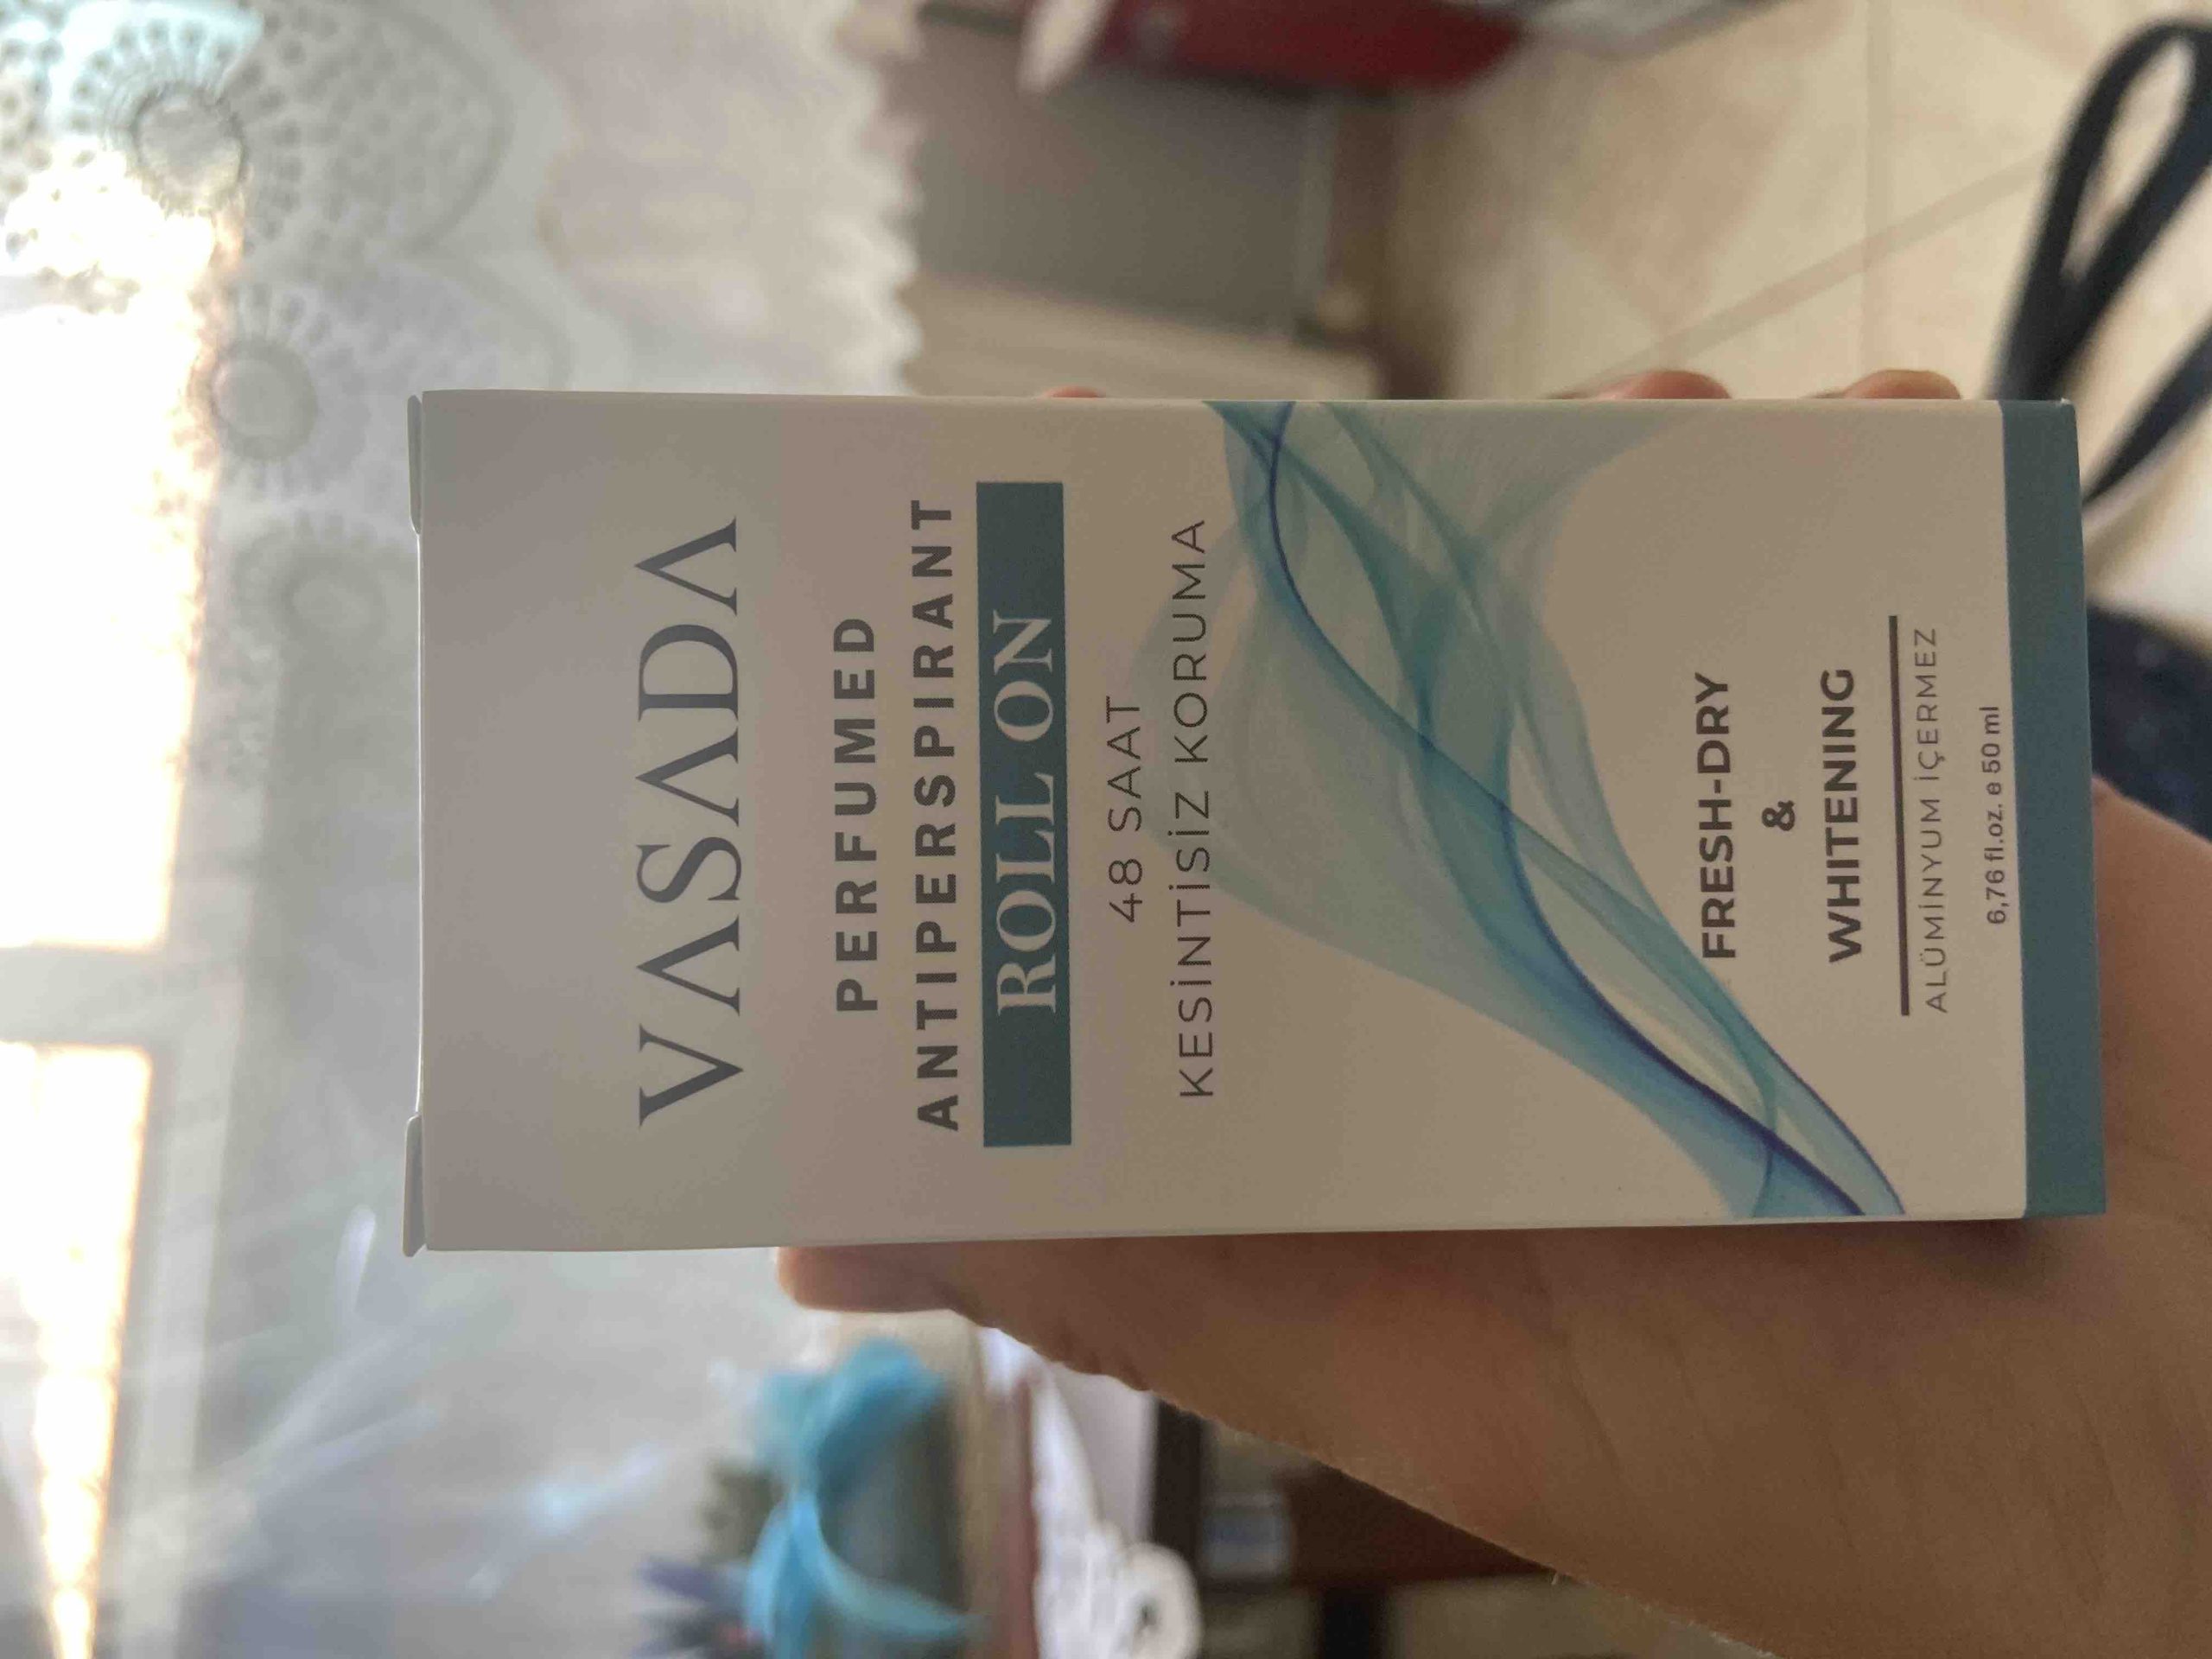 VASADA
PERFUMED
ANTIPERSPIRANT
ROLL ON
48 SAAT
KESİNTİSİZ KORUMA
FRESH-DRY
&
WHITENING
ALÜMİNYUM İÇERMEZ
6,76 fl.oz. e 50 ml